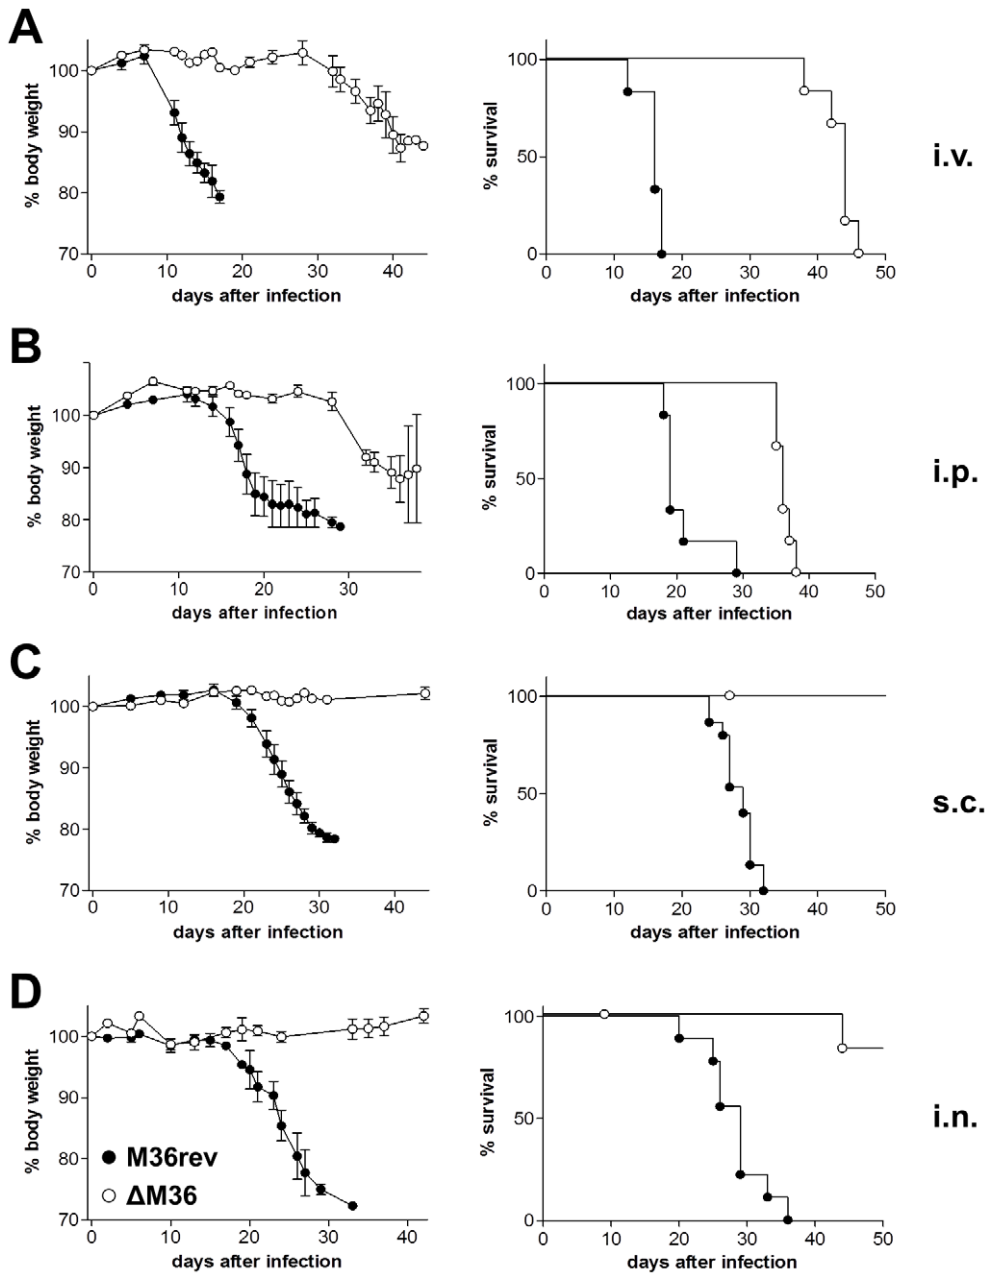 A
% body weight
100
90
80
70
0 10 20 30 40
days after infection
% survival
100
50
0
0 10 20 30 40 50
days after infection
i.v.
B
% body weight
100
90
80
70
0 10 20 30
days after infection
% survival
100
50
0
0 10 20 30 40 50
days after infection
i.p.
C
% body weight
100
90
80
70
0 10 20 30 40
days after infection
% survival
100
50
0
0 10 20 30 40 50
days after infection
s.c.
D
% body weight
100
90
80
70
M36rev
ΔM36
0 10 20 30 40
days after infection
% survival
100
50
0
0 10 20 30 40 50
days after infection
i.n.